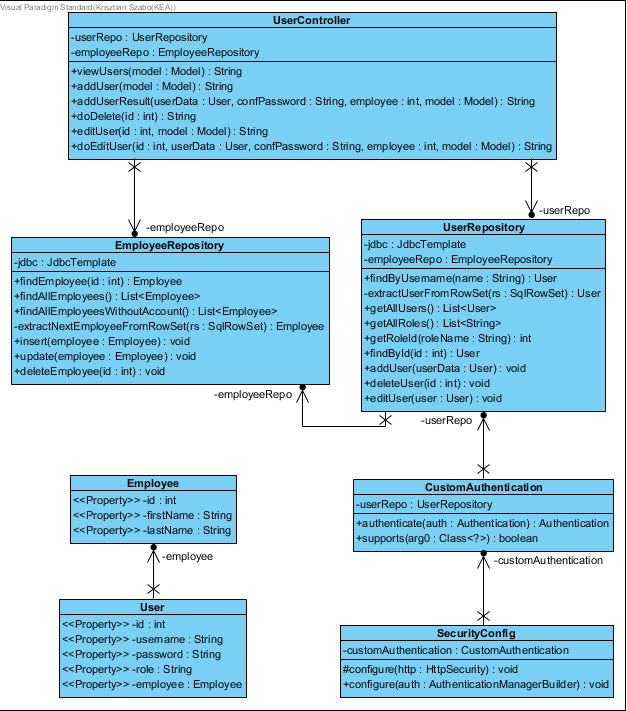 Visual Paradigm Standard(Krisztian Szabo(KEA))
UserController
-userRepo : UserRepository
-employeeRepo : EmployeeRepository
+viewUsers(model : Model) : String
+addUser(model : Model) : String
+addUserResult(userData : User, confPassword : String, employee : int, model : Model) : String
+doDelete(id : int) : String
+editUser(id : int, model : Model) : String
+doEditUser(id : int, userData : User, confPassword : String, employee : int, model : Model) : String
-employeeRepo
-userRepo
EmployeeRepository
-jdbc : JdbcTemplate
+findEmployee(id : int) : Employee
+findAllEmployees() : List<Employee>
+findAllEmployeesWithoutAccount() : List<Employee>
-extractNextEmployeeFromRowSet(rs : SqlRowSet) : Employee
+insert(employee : Employee) : void
+update(employee : Employee) : void
+deleteEmployee(id : int) : void
UserRepository
-jdbc : JdbcTemplate
-employeeRepo : EmployeeRepository
+findByUsername(name : String) : User
-extractUserFromRowSet(rs : SqlRowSet) : User
+getAllUsers() : List<User>
+getAllRoles() : List<String>
+getRoleId(roleName : String) : int
+findById(id : int) : User
+addUser(userData : User) : void
+deleteUser(id : int) : void
+editUser(user : User) : void
-employeeRepo
-userRepo
Employee
<<Property>> -id : int
<<Property>> -firstName : String
<<Property>> -lastName : String
-employee
User
<<Property>> -id : int
<<Property>> -username : String
<<Property>> -password : String
<<Property>> -role : String
<<Property>> -employee : Employee
CustomAuthentication
-userRepo : UserRepository
+authenticate(auth : Authentication) : Authentication
+supports(arg0 : Class<?>) : boolean
-customAuthentication
SecurityConfig
-customAuthentication : CustomAuthentication
#configure(http : HttpSecurity) : void
+configure(auth : AuthenticationManagerBuilder) : void